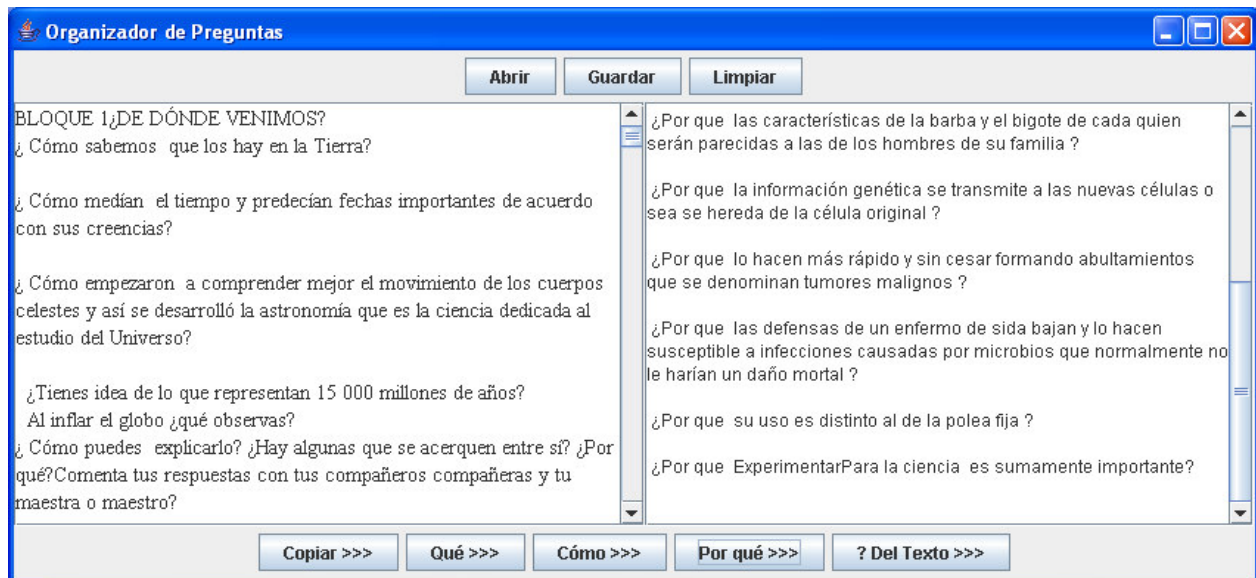 Organizador de Preguntas
Abrir Guardar Limpiar
BLOQUE 1¿DE DÓNDE VENIMOS?
¿ Cómo sabemos  que los hay en la Tierra?
¿ Cómo medían  el tiempo y predecían fechas importantes de acuerdo
con sus creencias?
¿ Cómo empezaron  a comprender mejor el movimiento de los cuerpos
celestes y así se desarrolló la astronomía que es la ciencia dedicada al
estudio del Universo?
¿Tienes idea de lo que representan 15 000 millones de años?
Al inflar el globo ¿qué observas?
¿ Cómo puedes  explicarlo? ¿Hay algunas que se acerquen entre sí? ¿Por
qué?Comenta tus respuestas con tus compañeros compañeras y tu
maestra o maestro?
¿Por que  las características de la barba y el bigote de cada quien
serán parecidas a las de los hombres de su familia ?
¿Por que  la información genética se transmite a las nuevas células o
sea se hereda de la célula original ?
¿Por que  lo hacen más rápido y sin cesar formando abultamientos
que se denominan tumores malignos ?
¿Por que  las defensas de un enfermo de sida bajan y lo hacen
susceptible a infecciones causadas por microbios que normalmente no
le harían un daño mortal ?
¿Por que  su uso es distinto al de la polea fija ?
¿Por que  ExperimentarPara la ciencia  es sumamente importante?
Copiar >>> Qué >>> Cómo >>> Por qué >>> ? Del Texto >>>